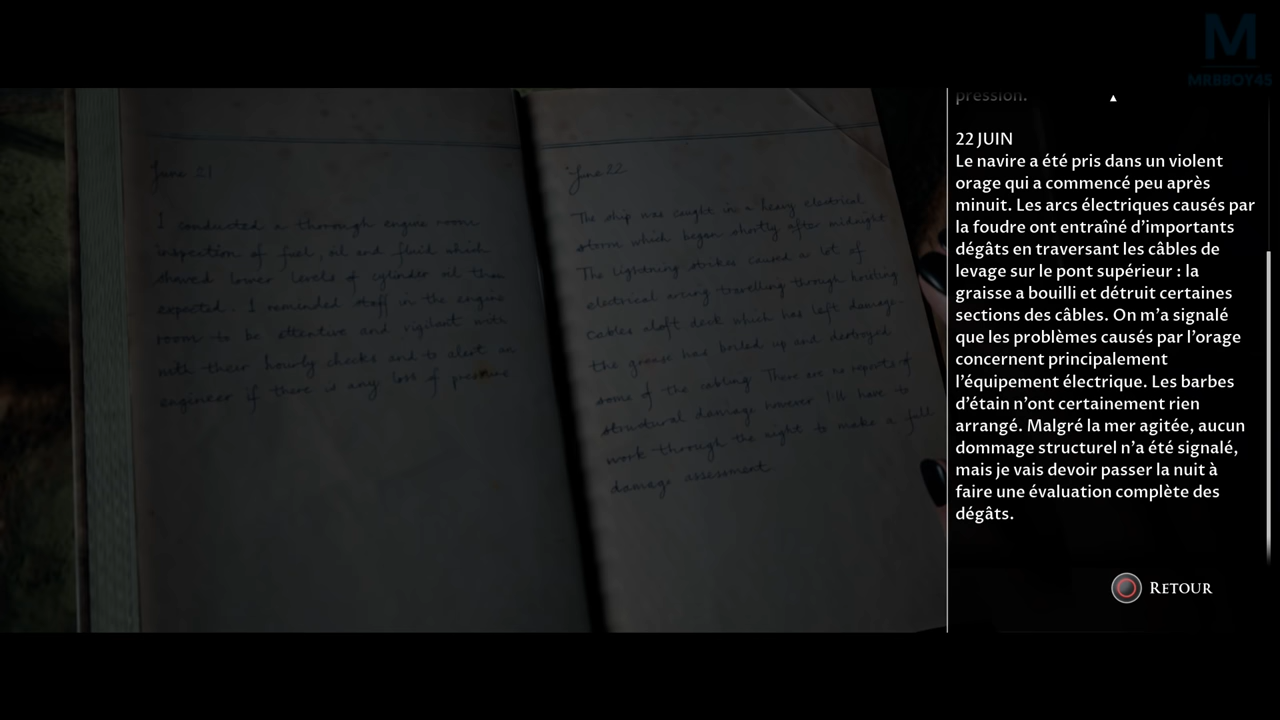 June 21
I conducted a thorough engine room
inspection of fuel, oil and fluid which
showed lower levels of cylinder oil than
expected. I reminded staff in the engine
room to be attentive and vigilant with
with their hourly checks and to alert an
engineer if there is any loss of pressure
June 22
The ship was caught in a heavy electrical
storm which began shortly after midnight
The lightning strikes caused a lot of
electrical arcing travelling through hoisting
cables aloft deck which has left damage
the grease has boiled up and destroyed
some of the cabling There are no reports of
structural damage however I'll have to
work through the night to make a full
damage assessment
pression.
22 JUIN
Le navire a été pris dans un violent
orage qui a commencé peu après
minuit. Les arcs électriques causés par
la foudre ont entraîné d'importants
dégâts en traversant les câbles de
levage sur le pont supérieur : la
graisse a bouilli et détruit certaines
sections des câbles. On m'a signalé
que les problèmes causés par l'orage
concernent principalement
l'équipement électrique. Les barbes
d'étain n'ont certainement rien
arrangé. Malgré la mer agitée, aucun
dommage structurel n'a été signalé,
mais je vais devoir passer la nuit à
faire une évaluation complète des
dégâts.
RETOUR
M
MRBBOY45